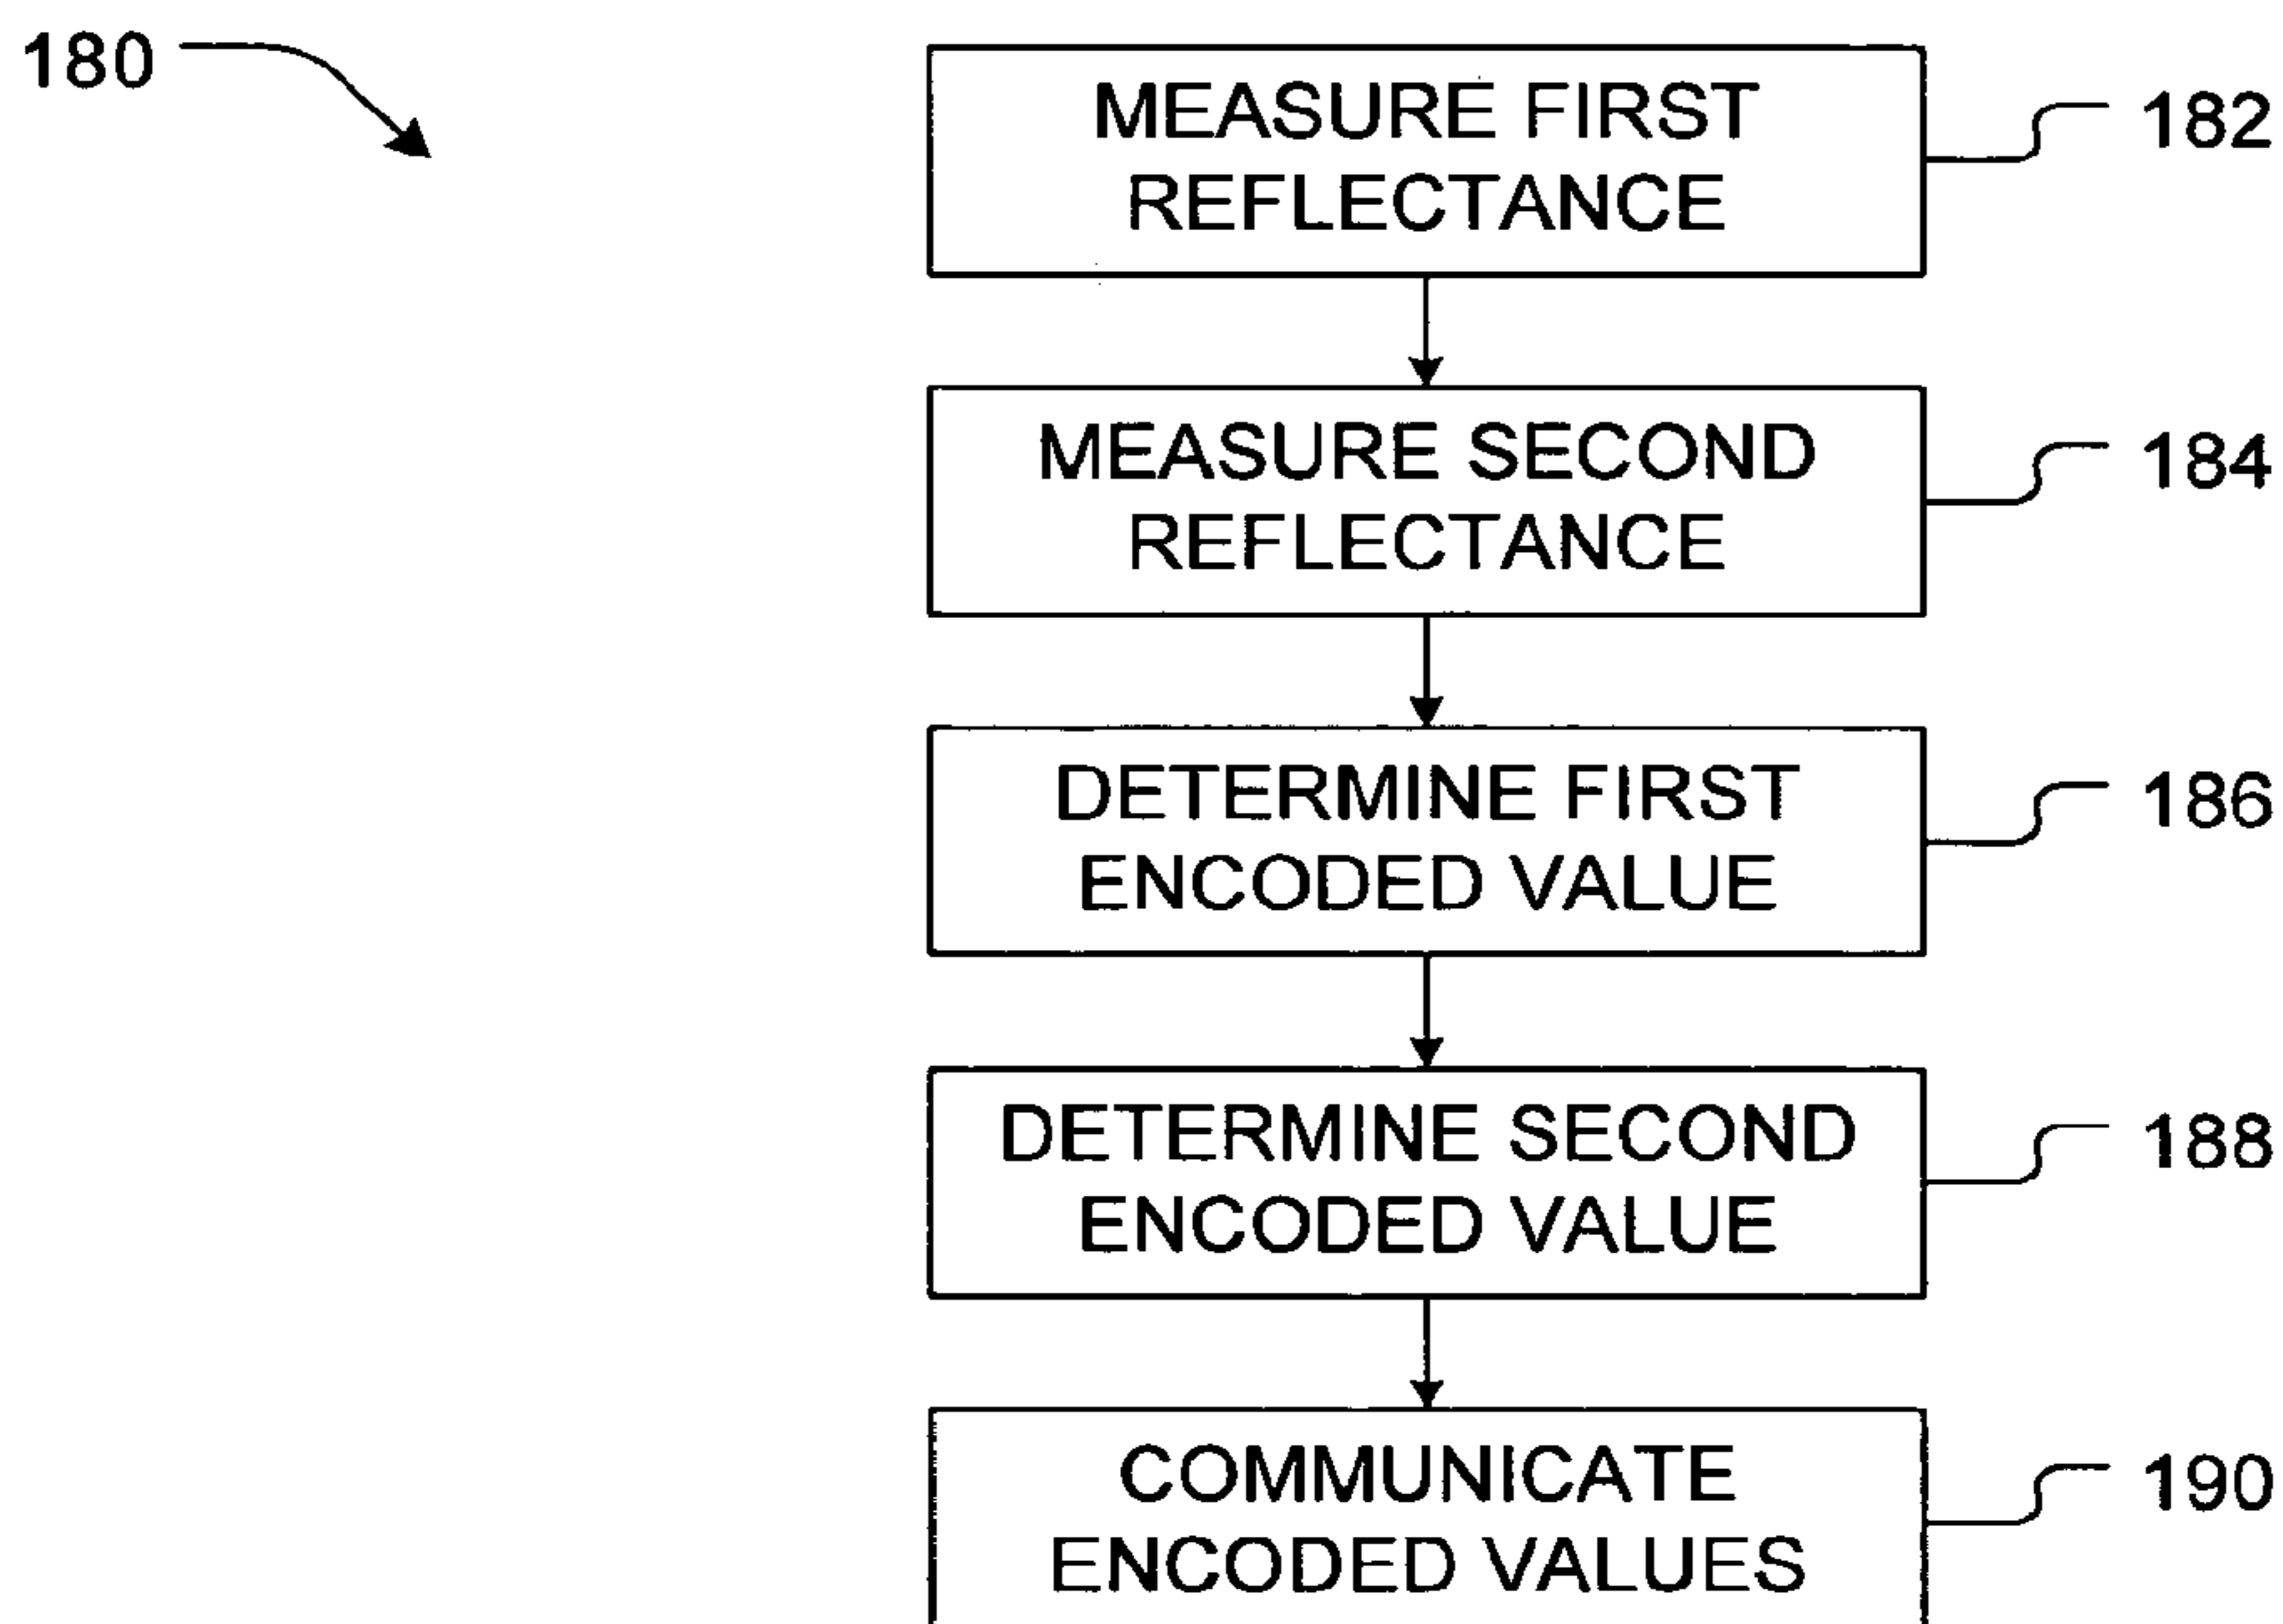 180
MEASURE FIRST
REFLECTANCE
182
MEASURE SECOND
REFLECTANCE
184
DETERMINE FIRST
ENCODED VALUE
186
DETERMINE SECOND
ENCODED VALUE
188
COMMUNICATE
ENCODED VALUES
190